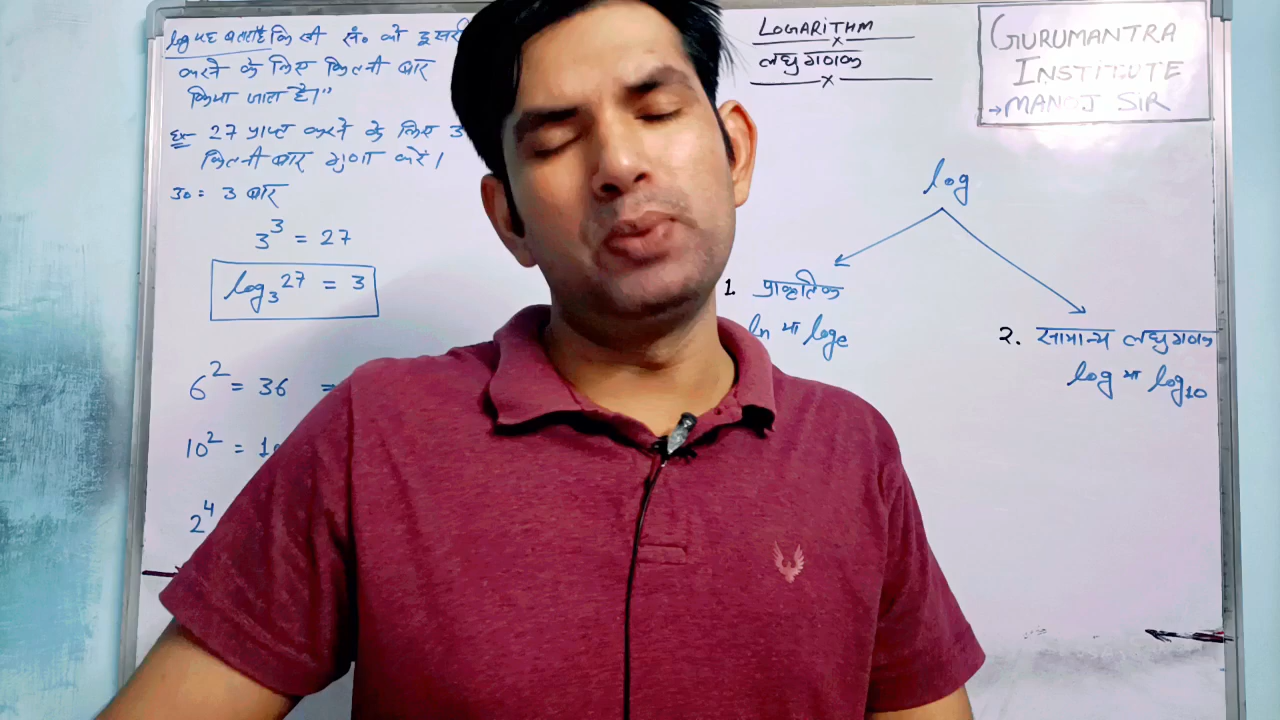 log यह बताता है कि किसी सं० को दूसरी
करने के लिए कितनी बार
किया जाता है।"
Ex- 27 प्राप्त करने के लिए 3
कितनी बार गुणा करें।
उ०= 3 बार
3³ = 27
log₃27 = 3
6² = 36 =
10² = 10
2⁴
LOGARITHM
लघुगणक
GURUMANTRA
INSTITUTE
→MANOJ SIR
log
1. प्राकृतिक
ln या logₑ
2. सामान्य लघुगणक
log या log₁₀